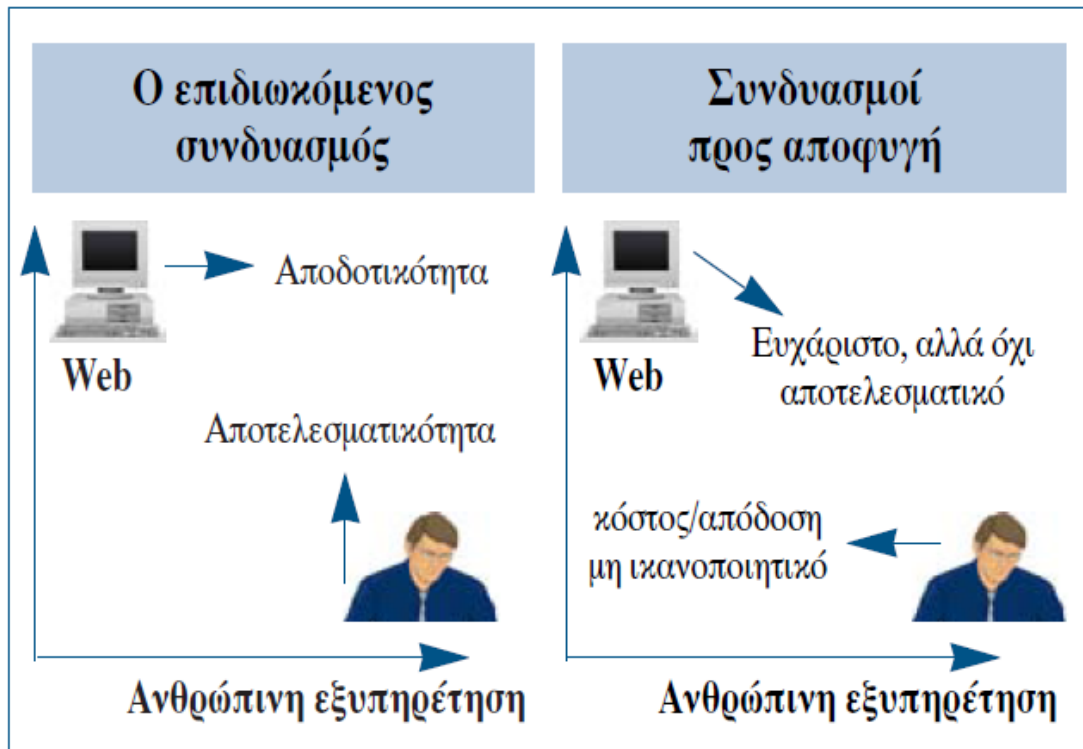 Ο επιδιωκόμενος
συνδυασμός
Web
Αποδοτικότητα
Αποτελεσματικότητα
Ανθρώπινη εξυπηρέτηση
Συνδυασμοί
προς αποφυγή
Web
Ευχάριστο, αλλά όχι
αποτελεσματικό
κόστος/απόδοση
μη ικανοποιητικό
Ανθρώπινη εξυπηρέτηση